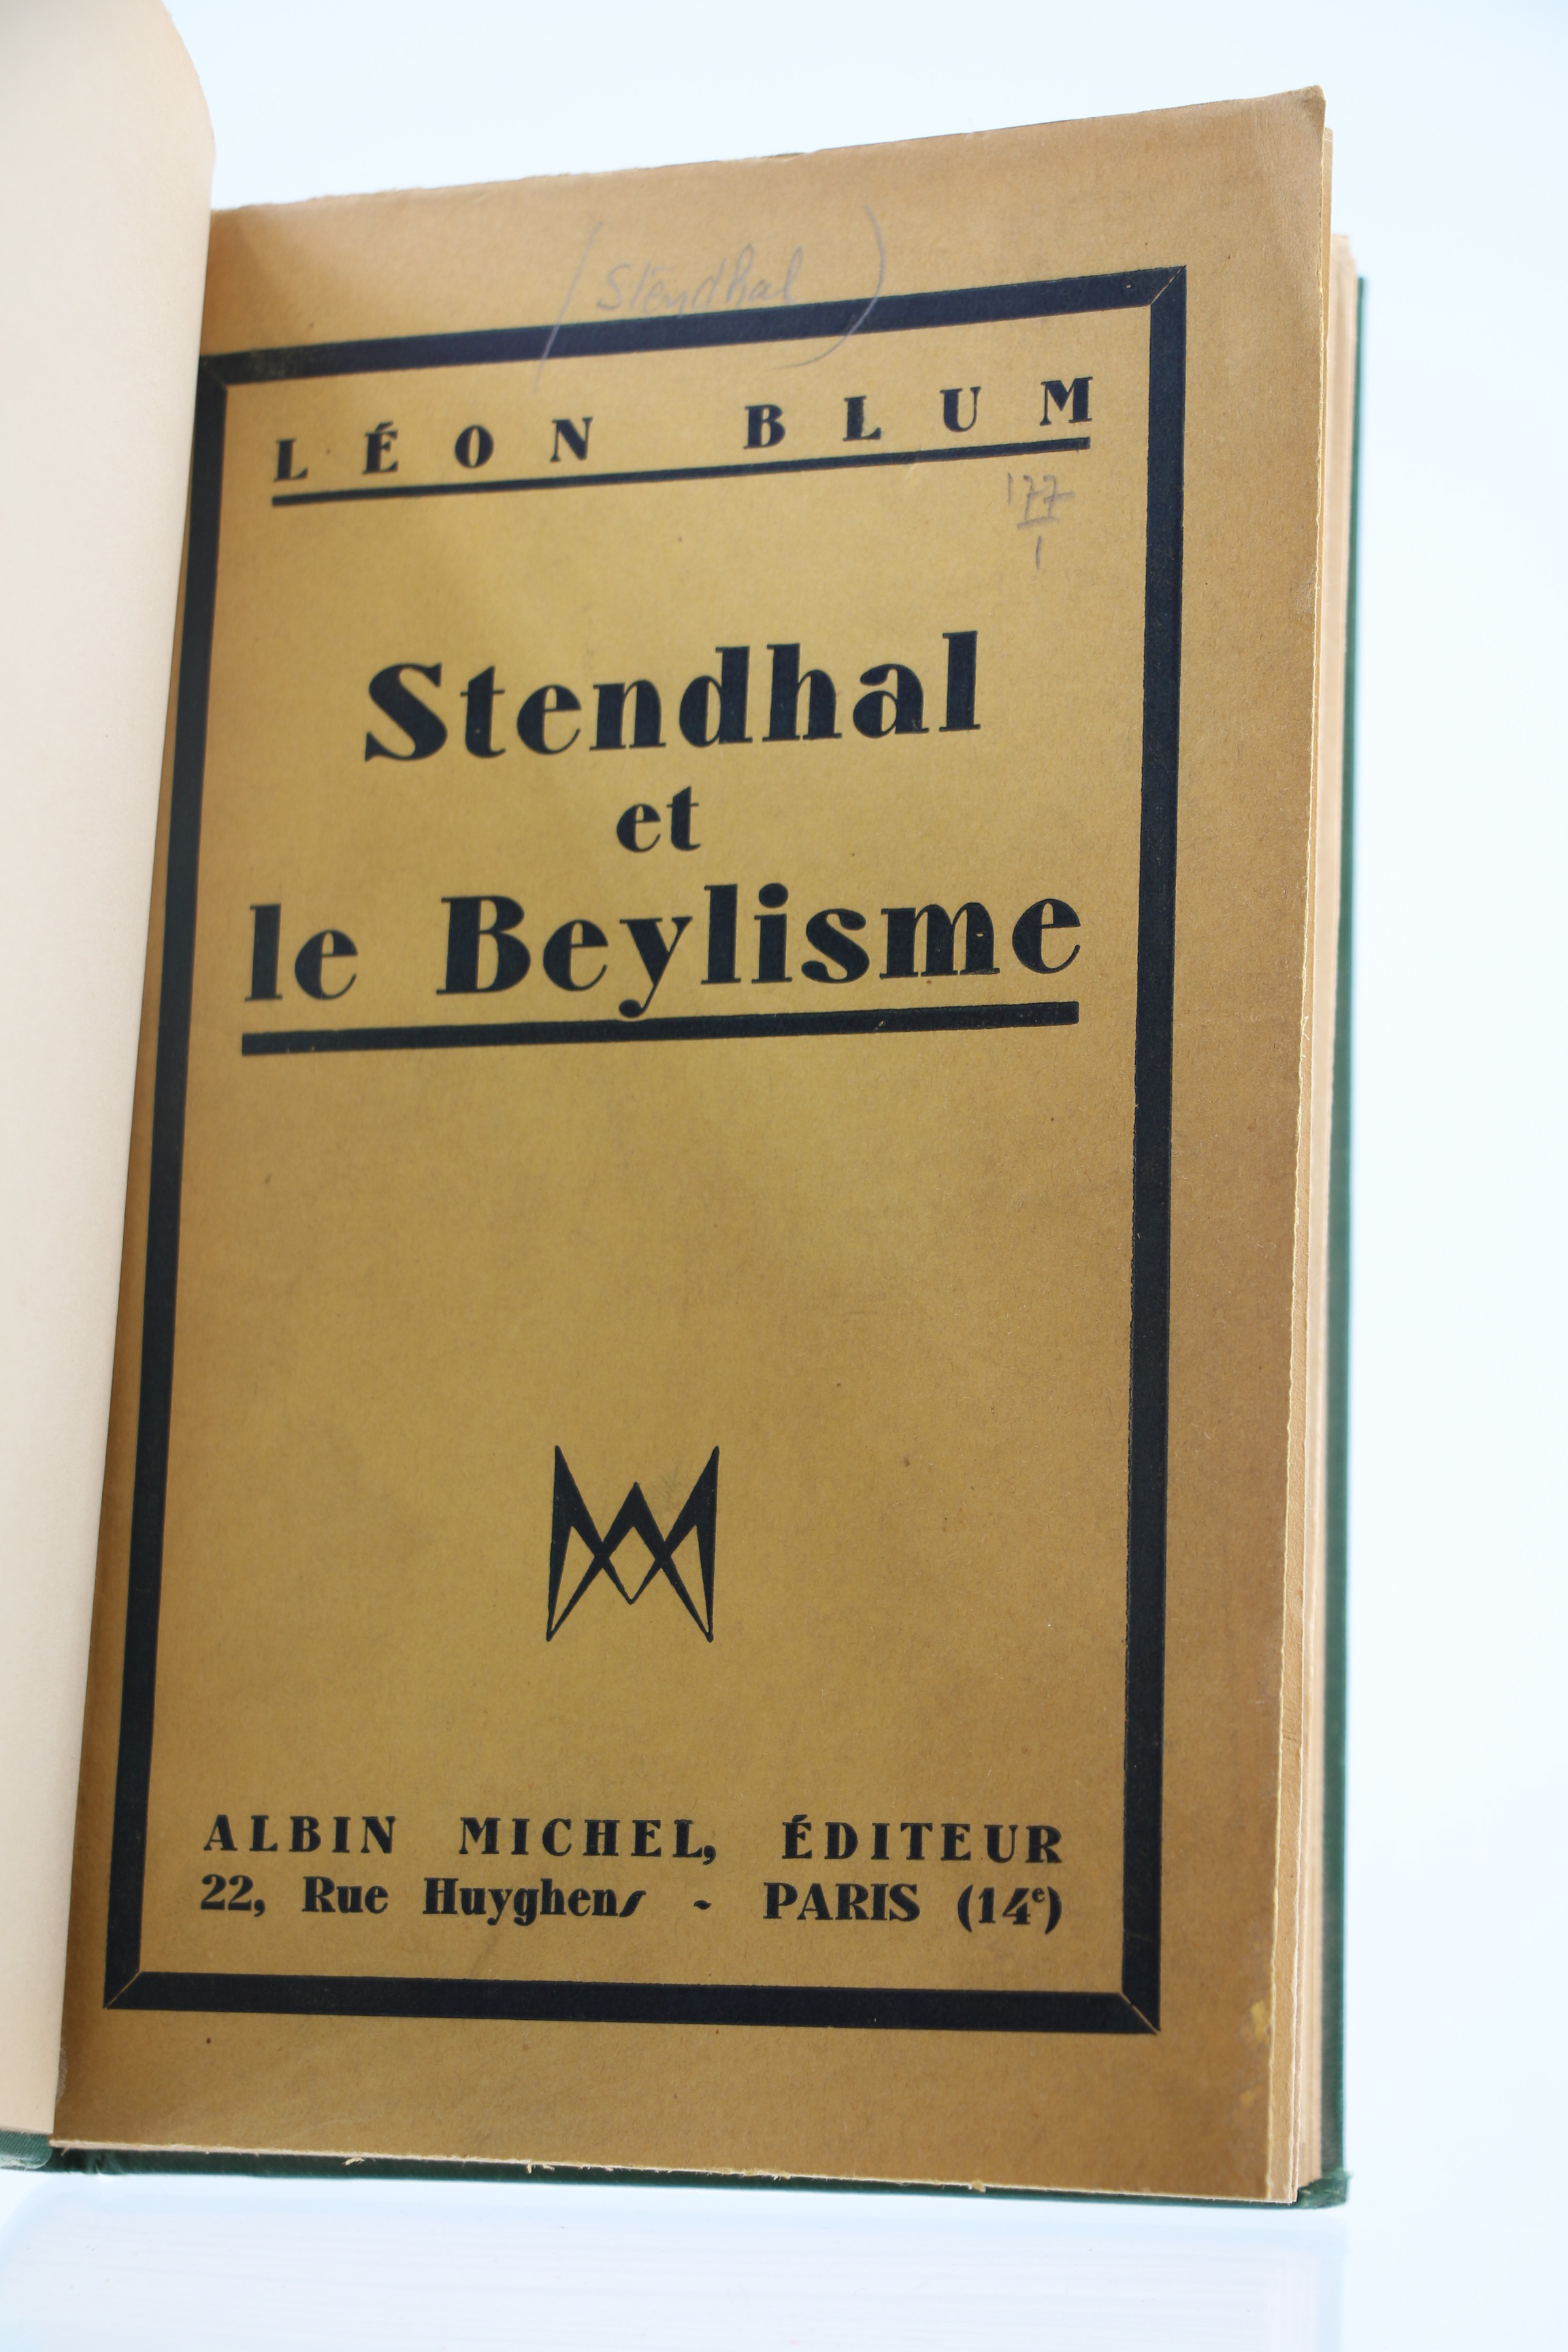 (Stendhal)
LÉON BLUM
177
1
Stendhal
et
le Beylisme
ALBIN MICHEL, ÉDITEUR
22, Rue Huyghens - PARIS (14e)